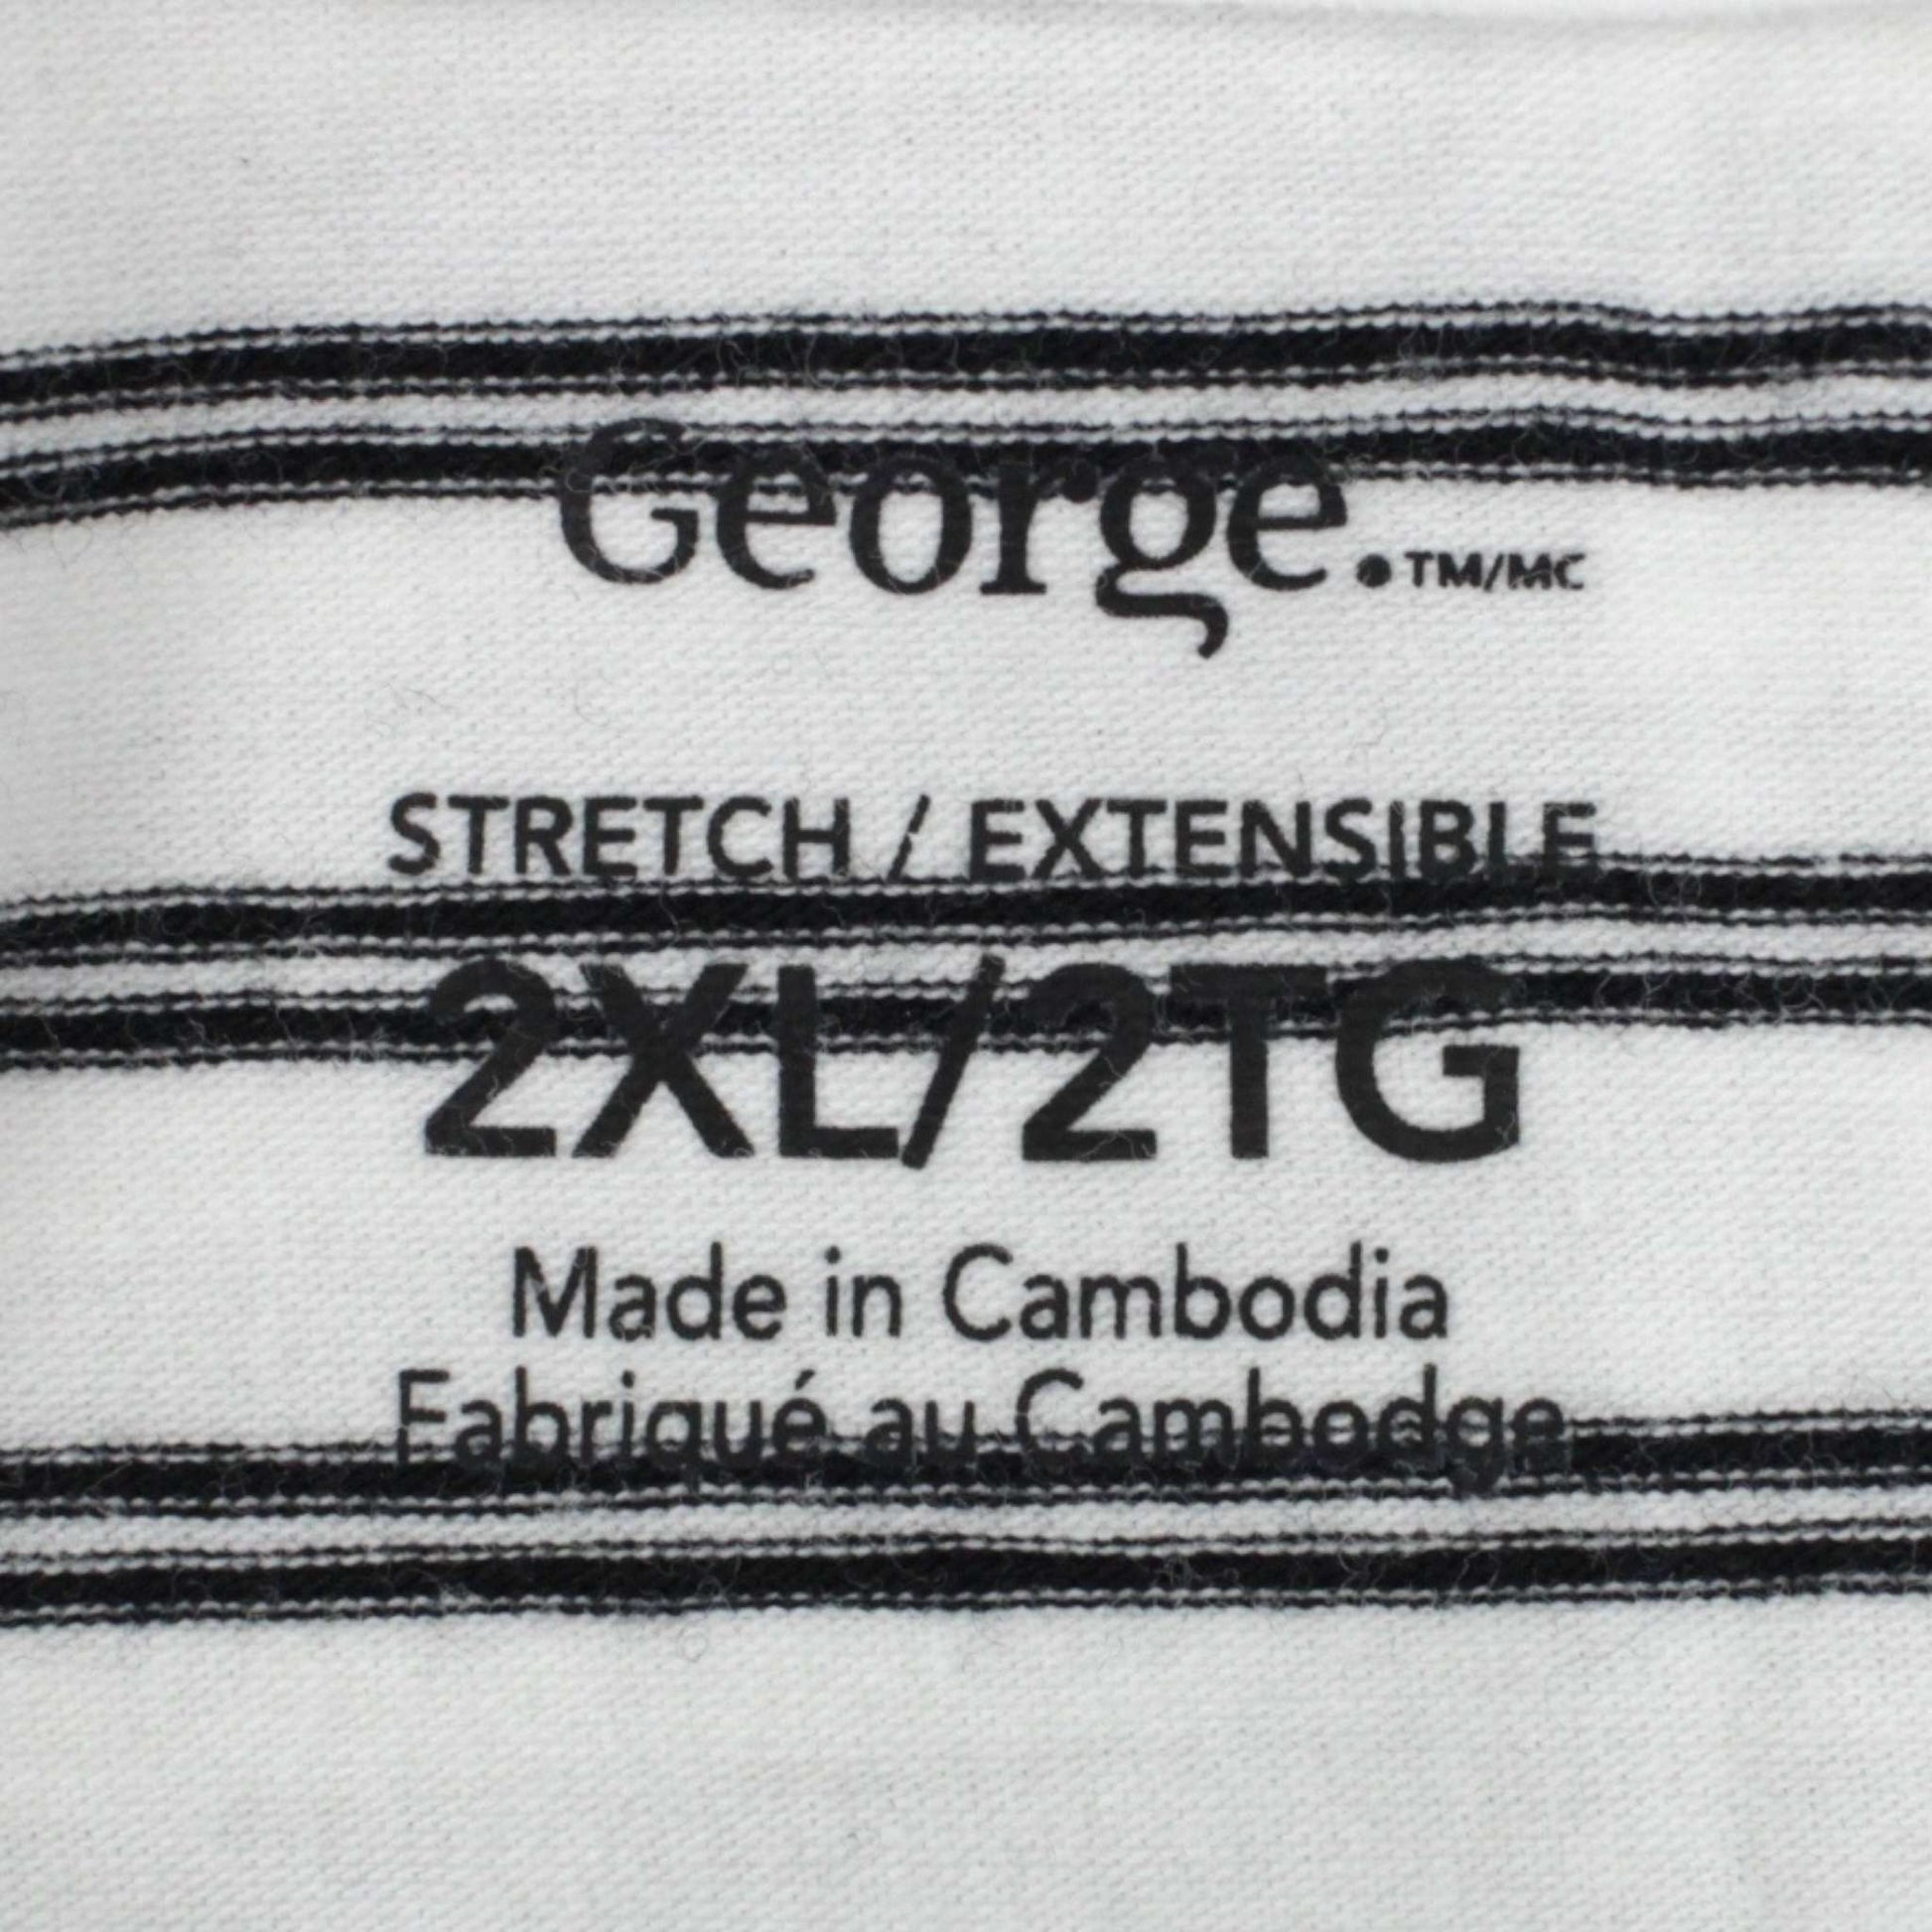 George.TM/MC
STRETCH / EXTENSIBLE
2XL/2TG
Made in Cambodia
Fabriqué au Cambodge